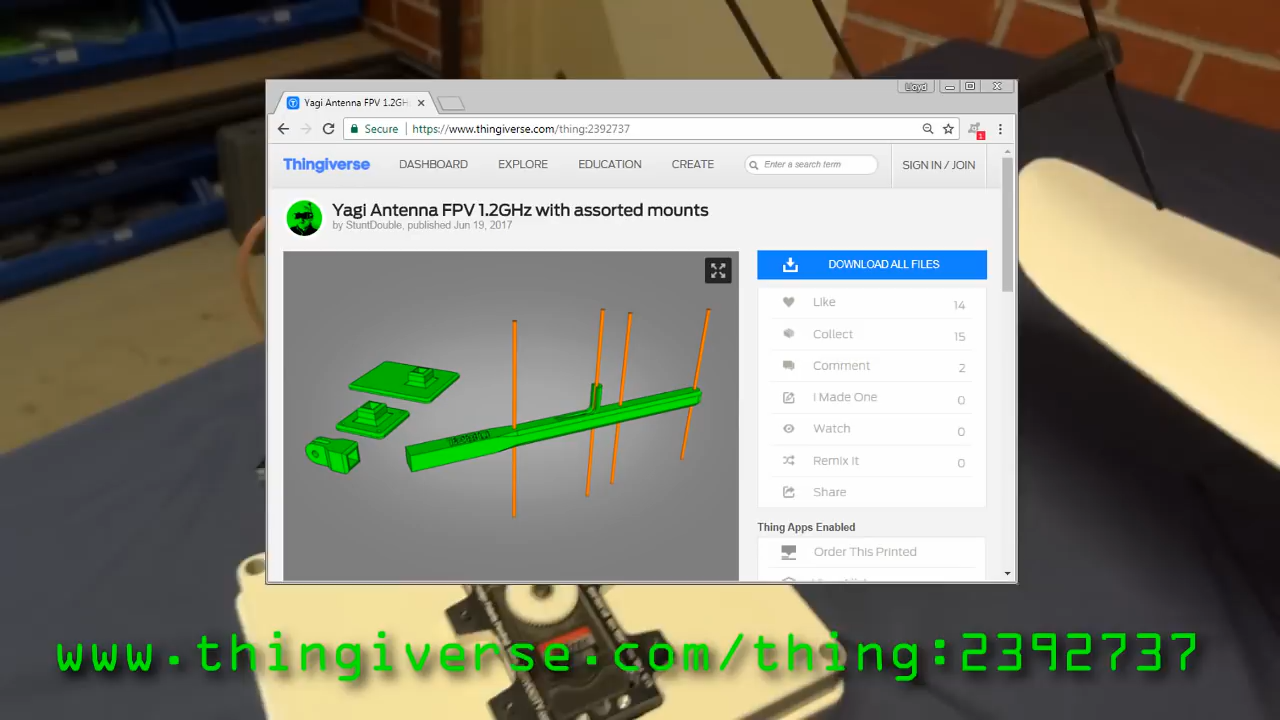 Lloyd
Yagi Antenna FPV 1.2GH
Secure https://www.thingiverse.com/thing:2392737
1
Thingiverse DASHBOARD EXPLORE EDUCATION CREATE Enter a search term SIGN IN / JOIN
Yagi Antenna FPV 1.2GHz with assorted mounts
by StuntDouble, published Jun 19, 2017
DOWNLOAD ALL FILES
Like 14
Collect 15
Comment 2
I Made One 0
Watch 0
Remix It 0
Share
Thing Apps Enabled
Order This Printed
www.thingiverse.com/thing:2392737